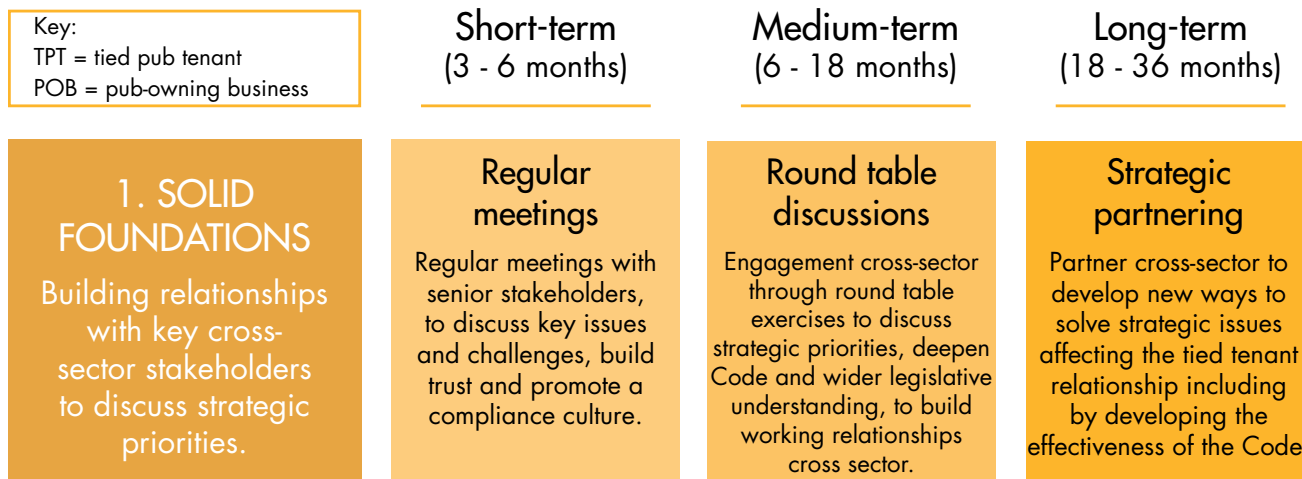 Key:
TPT = tied pub tenant
POB = pub-owning business
Short-term
(3 - 6 months)
Medium-term
(6 - 18 months)
Long-term
(18 - 36 months)
1. SOLID
FOUNDATIONS
Building relationships
with key cross-
sector stakeholders
to discuss strategic
priorities.
Regular
meetings
Regular meetings with
senior stakeholders,
to discuss key issues
and challenges, build
trust and promote a
compliance culture.
Round table
discussions
Engagement cross-sector
through round table
exercises to discuss
strategic priorities, deepen
Code and wider legislative
understanding, to build
working relationships
cross sector.
Strategic
partnering
Partner cross-sector to
develop new ways to
solve strategic issues
affecting the tied tenant
relationship including
by developing the
effectiveness of the Code